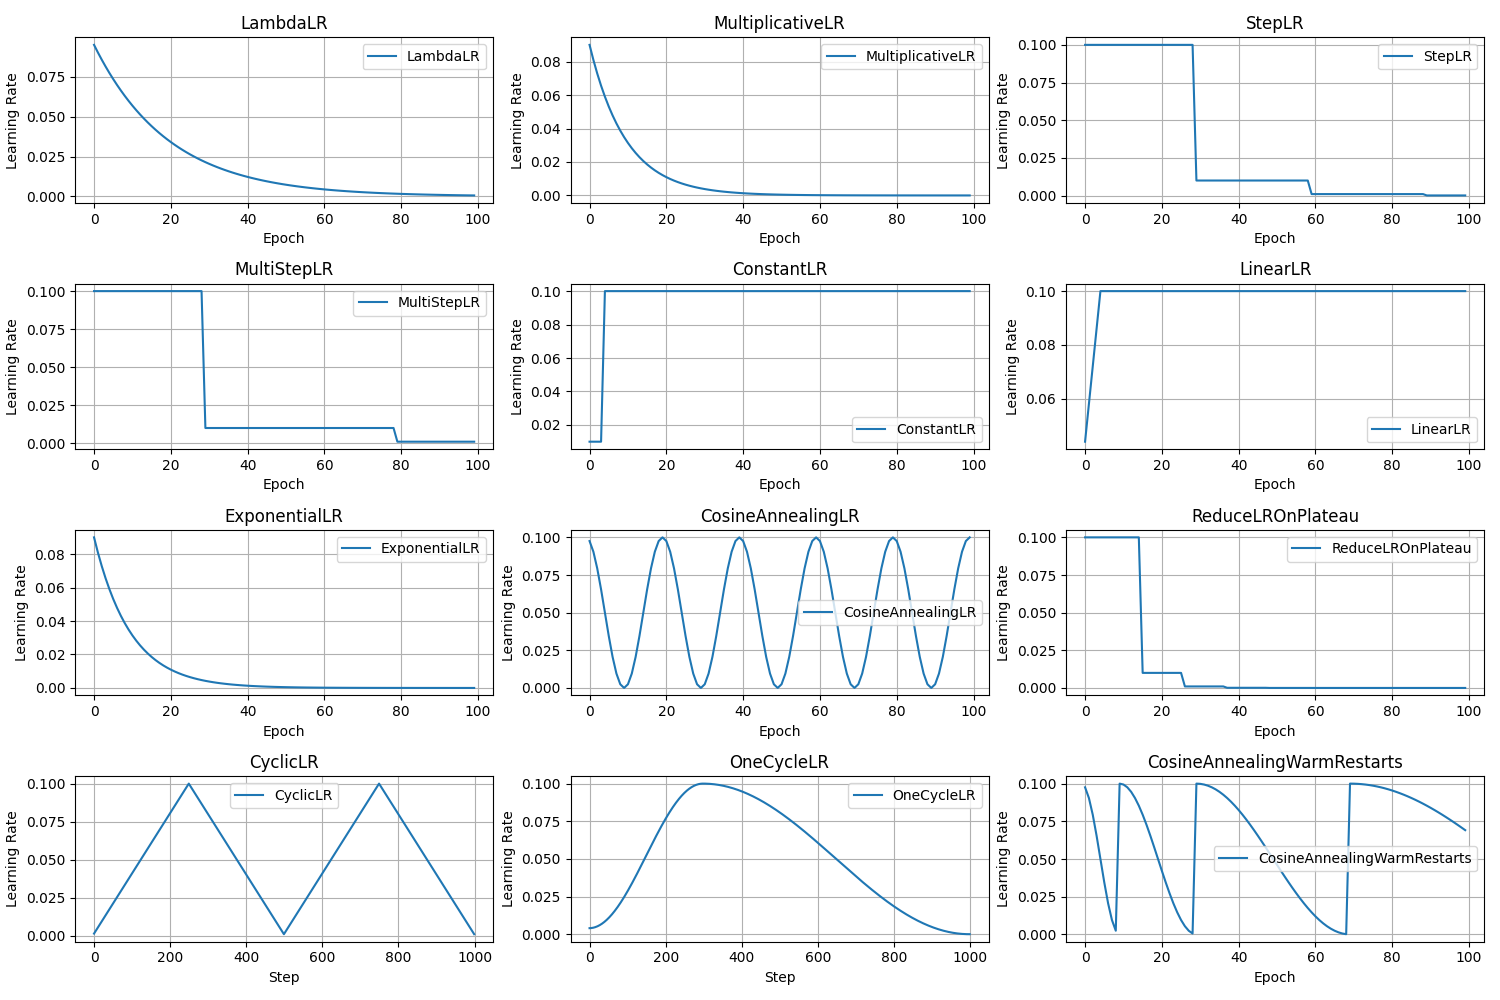 LambdaLR
LambdaLR
Learning Rate
0.075
0.050
0.025
0.000
0 20 40 60 80 100
Epoch
MultiplicativeLR
MultiplicativeLR
Learning Rate
0.08
0.06
0.04
0.02
0.00
0 20 40 60 80 100
Epoch
StepLR
StepLR
Learning Rate
0.100
0.075
0.050
0.025
0.000
0 20 40 60 80 100
Epoch
MultiStepLR
MultiStepLR
Learning Rate
0.100
0.075
0.050
0.025
0.000
0 20 40 60 80 100
Epoch
ConstantLR
ConstantLR
Learning Rate
0.10
0.08
0.06
0.04
0.02
0 20 40 60 80 100
Epoch
LinearLR
LinearLR
Learning Rate
0.10
0.08
0.06
0 20 40 60 80 100
Epoch
ExponentialLR
ExponentialLR
Learning Rate
0.08
0.06
0.04
0.02
0.00
0 20 40 60 80 100
Epoch
CosineAnnealingLR
CosineAnnealingLR
Learning Rate
0.100
0.075
0.050
0.025
0.000
0 20 40 60 80 100
Epoch
ReduceLROnPlateau
ReduceLROnPlateau
Learning Rate
0.100
0.075
0.050
0.025
0.000
0 20 40 60 80 100
Epoch
CyclicLR
CyclicLR
Learning Rate
0.100
0.075
0.050
0.025
0.000
0 200 400 600 800 1000
Step
OneCycleLR
OneCycleLR
Learning Rate
0.100
0.075
0.050
0.025
0.000
0 200 400 600 800 1000
Step
CosineAnnealingWarmRestarts
CosineAnnealingWarmRestarts
Learning Rate
0.100
0.075
0.050
0.025
0.000
0 20 40 60 80 100
Epoch